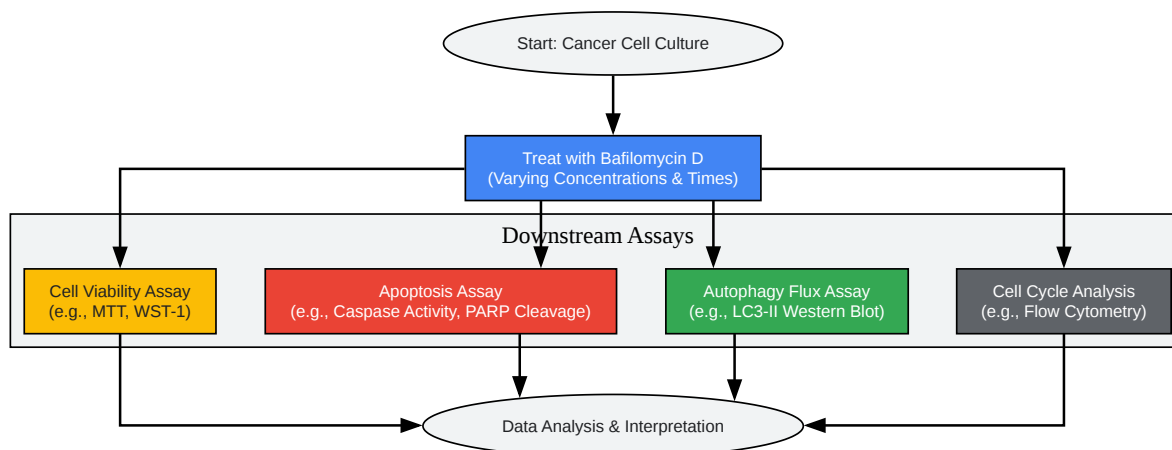 Start: Cancer Cell Culture
Treat with Bafilomycin D
(Varying Concentrations & Times)
Downstream Assays
Cell Viability Assay
(e.g., MTT, WST-1)
Apoptosis Assay
(e.g., Caspase Activity, PARP Cleavage)
Autophagy Flux Assay
(e.g., LC3-II Western Blot)
Cell Cycle Analysis
(e.g., Flow Cytometry)
Data Analysis & Interpretation